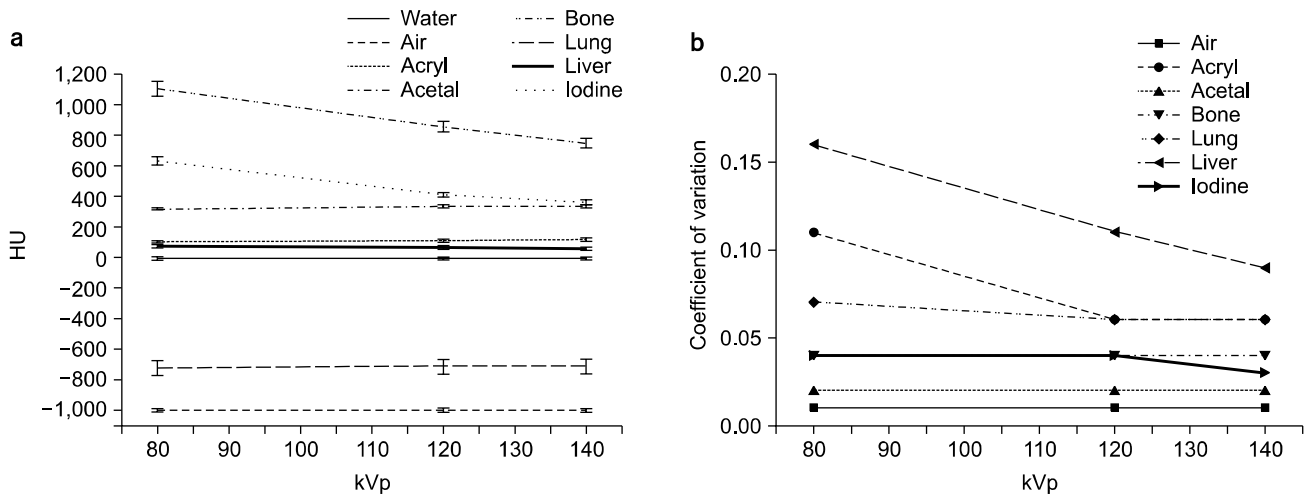 a
Water
Air
Acryl
Acetal
Bone
Lung
Liver
Iodine
HU
1,200
1,000
800
600
400
200
0
−200
−400
−600
−800
−1,000
80
90
100
110
120
130
140
kVp
b
Air
Acryl
Acetal
Bone
Lung
Liver
Iodine
Coefficient of variation
0.20
0.15
0.10
0.05
0.00
80
90
100
110
120
130
140
kVp